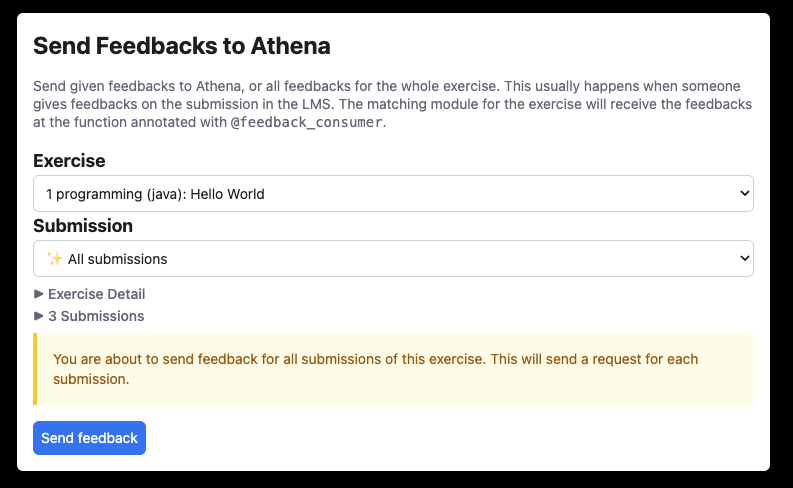 Send Feedbacks to Athena
Send given feedbacks to Athena, or all feedbacks for the whole exercise. This usually happens when someone
gives feedbacks on the submission in the LMS. The matching module for the exercise will receive the feedbacks
at the function annotated with @feedback_consumer.
Exercise
1 programming (java): Hello World
Submission
✨ All submissions
▶ Exercise Detail
▶ 3 Submissions
You are about to send feedback for all submissions of this exercise. This will send a request for each
submission.
Send feedback